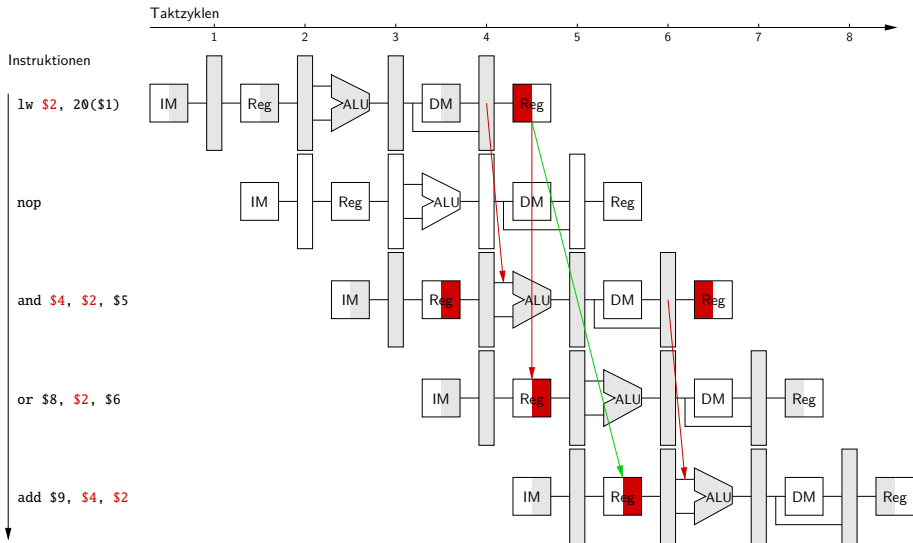 Taktzyklen
1 2 3 4 5 6 7 8
Instruktionen
lw $2, 20($1) IM Reg ALU DM Reg
nop IM Reg ALU DM Reg
and $4, $2, $5 IM Reg ALU DM Reg
or $8, $2, $6 IM Reg ALU DM Reg
add $9, $4, $2 IM Reg ALU DM Reg